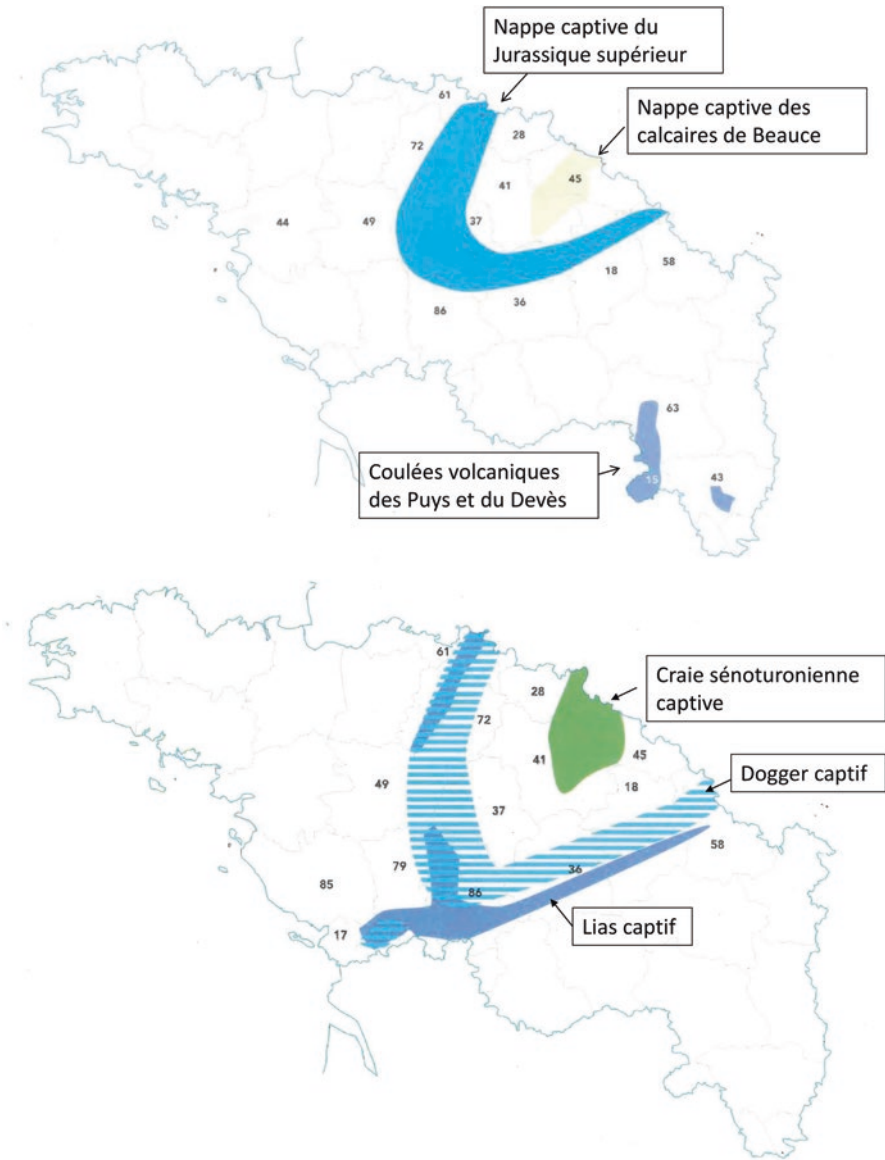 Nappe captive du
Jurassique supérieur
61
Nappe captive des
calcaires de Beauce
28
72
45
41
44
49
37
18
58
36
86
63
Coulées volcaniques
des Puys et du Devès
15
43
61
Craie sénoturonienne
captive
28
72
41
45
Dogger captif
49
18
37
58
79
36
85
86
Lias captif
17